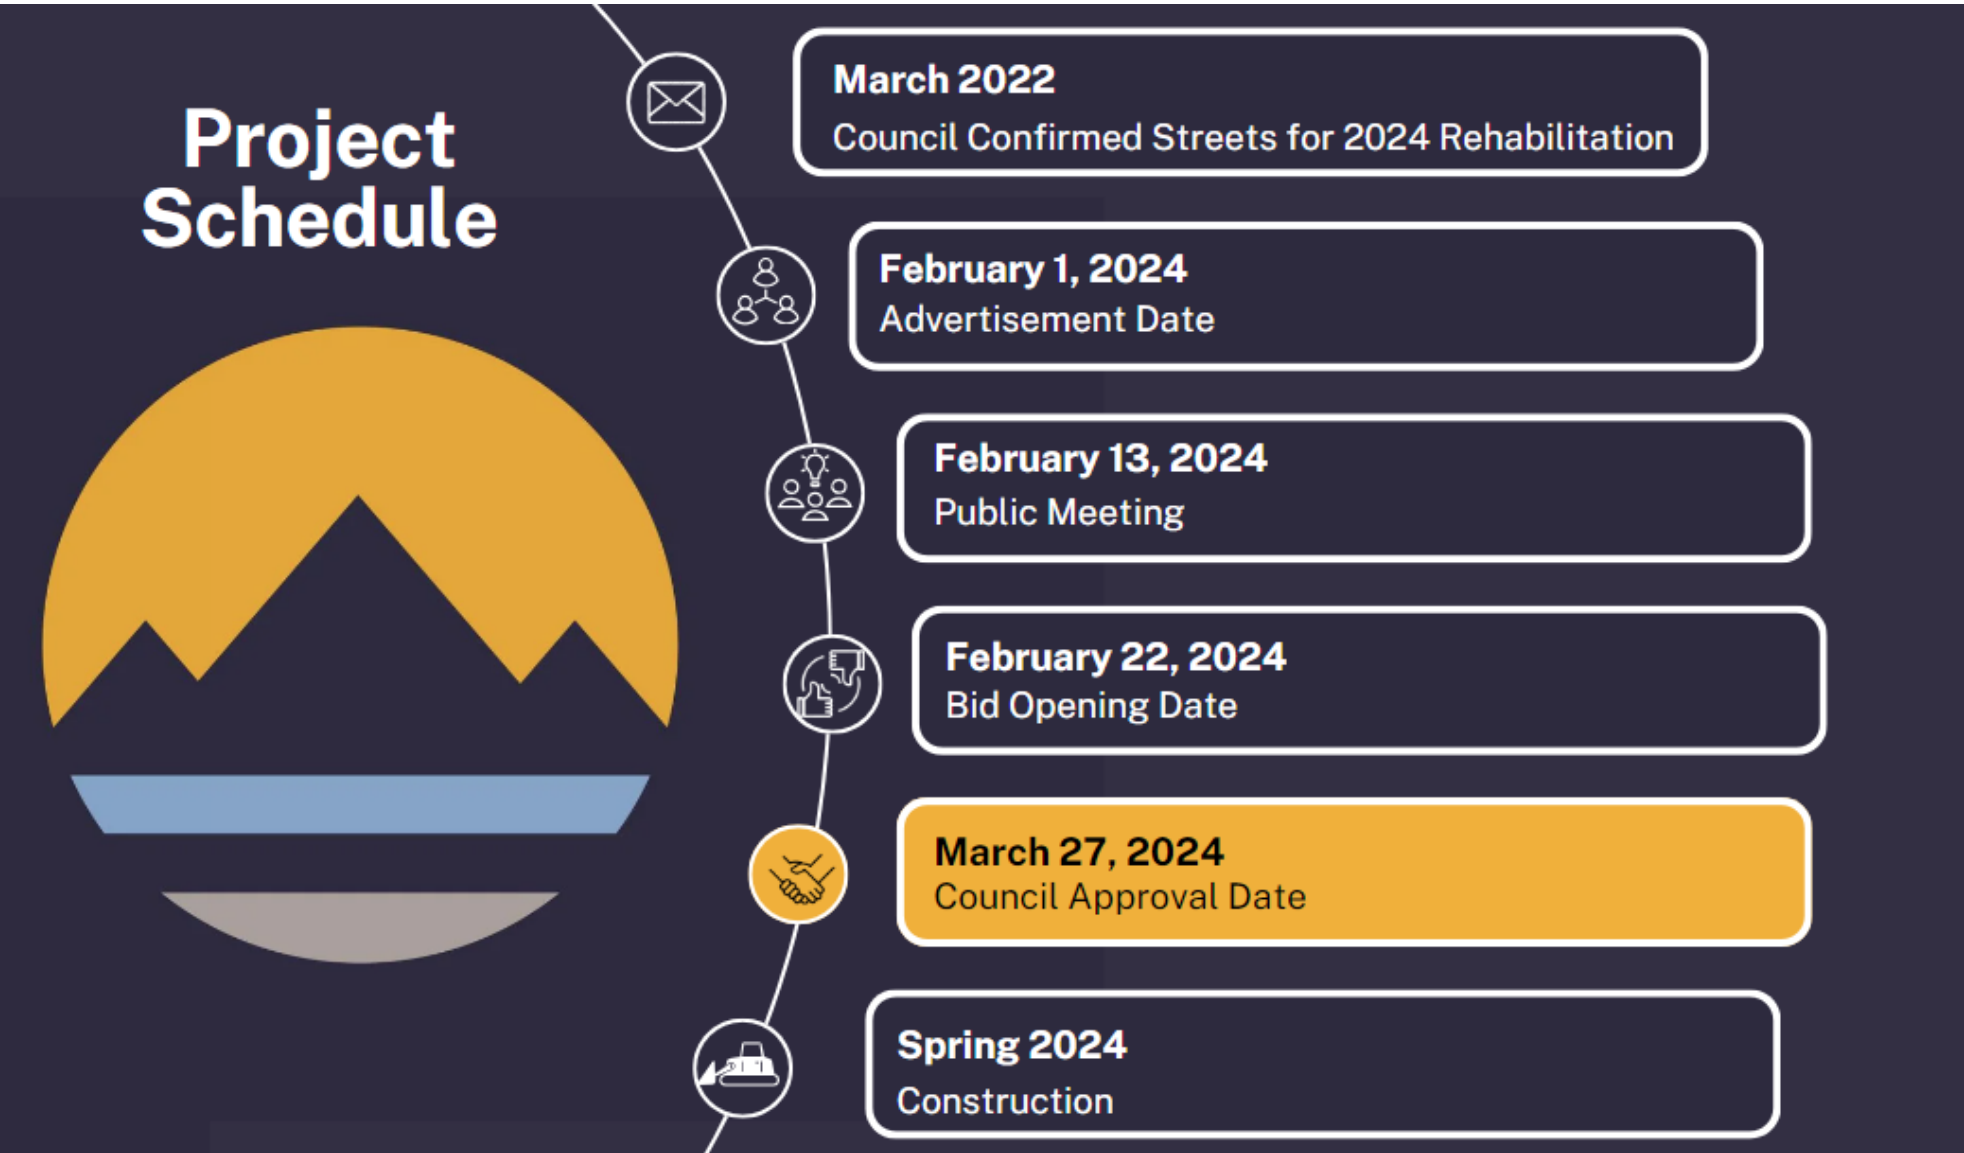 Project
Schedule
March 2022
Council Confirmed Streets for 2024 Rehabilitation
February 1, 2024
Advertisement Date
February 13, 2024
Public Meeting
February 22, 2024
Bid Opening Date
March 27, 2024
Council Approval Date
Spring 2024
Construction